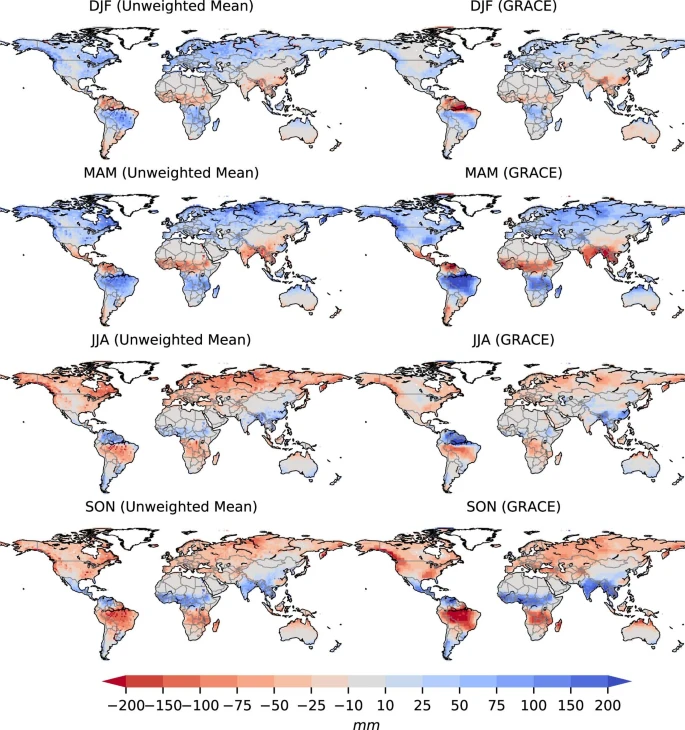 DJF (Unweighted Mean) DJF (GRACE)
MAM (Unweighted Mean) MAM (GRACE)
JJA (Unweighted Mean) JJA (GRACE)
SON (Unweighted Mean) SON (GRACE)
−200−150−100 −75 −50 −25 −10 10 25 50 75 100 150 200
mm